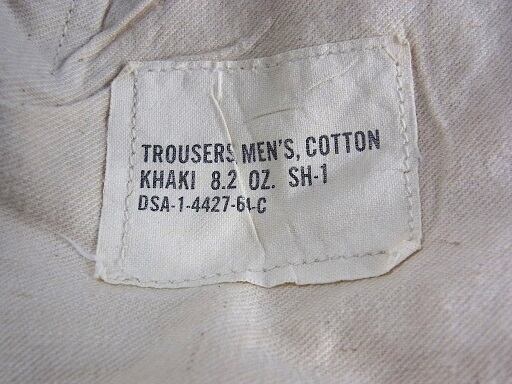 TROUSERS MEN'S, COTTON
KHAKI 8.2 OZ. SH-1
DSA-1-4427-64-C